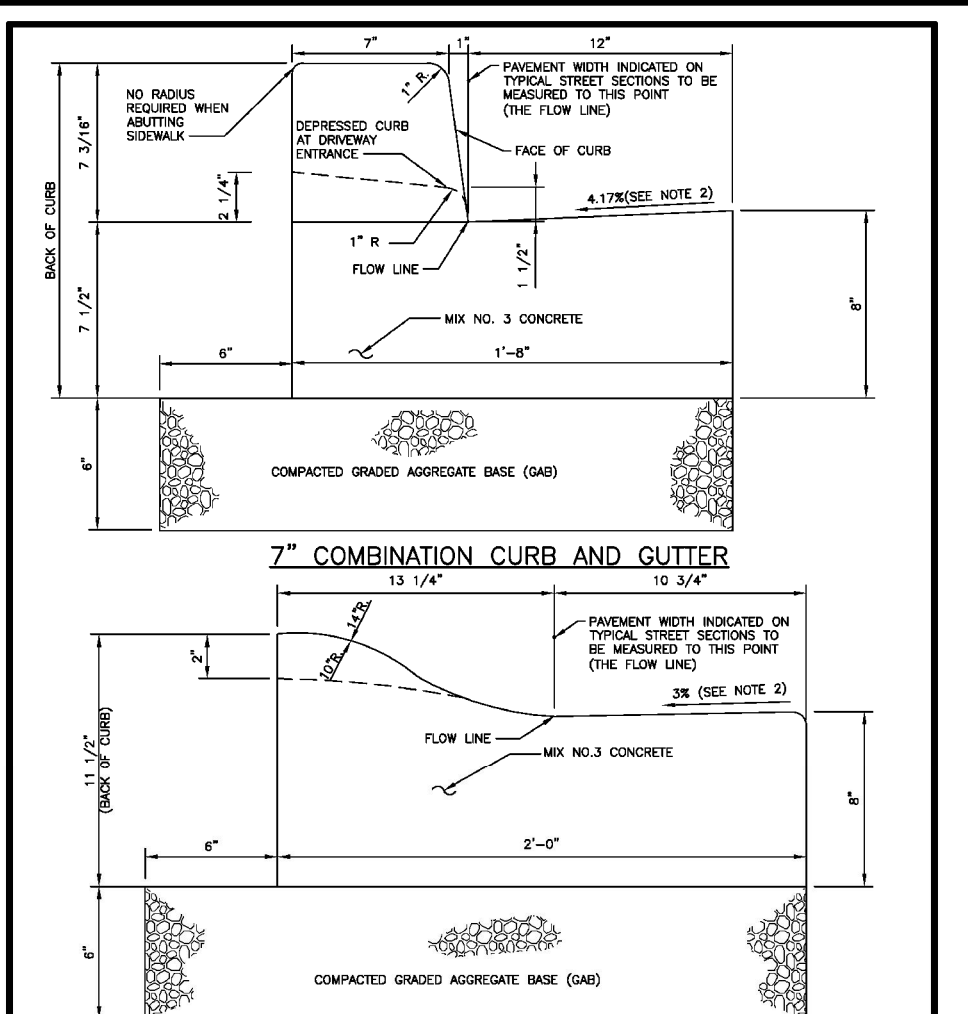 7"
1"
12"
PAVEMENT WIDTH INDICATED ON
TYPICAL STREET SECTIONS TO BE
MEASURED TO THIS POINT
(THE FLOW LINE)
NO RADIUS
REQUIRED WHEN
ABUTTING
SIDEWALK
1" R.
DEPRESSED CURB
AT DRIVEWAY
ENTRANCE
FACE OF CURB
7 3/16"
BACK OF CURB
2 1/4"
4.17%(SEE NOTE 2)
1" R
FLOW LINE
1 1/2"
7 1/2"
8"
MIX NO. 3 CONCRETE
6"
1'-8"
6"
COMPACTED GRADED AGGREGATE BASE (GAB)
7" COMBINATION CURB AND GUTTER
13 1/4"
10 3/4"
14"R.
10"R.
PAVEMENT WIDTH INDICATED ON
TYPICAL STREET SECTIONS TO
BE MEASURED TO THIS POINT
(THE FLOW LINE)
2"
3% (SEE NOTE 2)
FLOW LINE
MIX NO.3 CONCRETE
11 1/2"
(BACK OF CURB)
8"
6"
2'-0"
6"
COMPACTED GRADED AGGREGATE BASE (GAB)